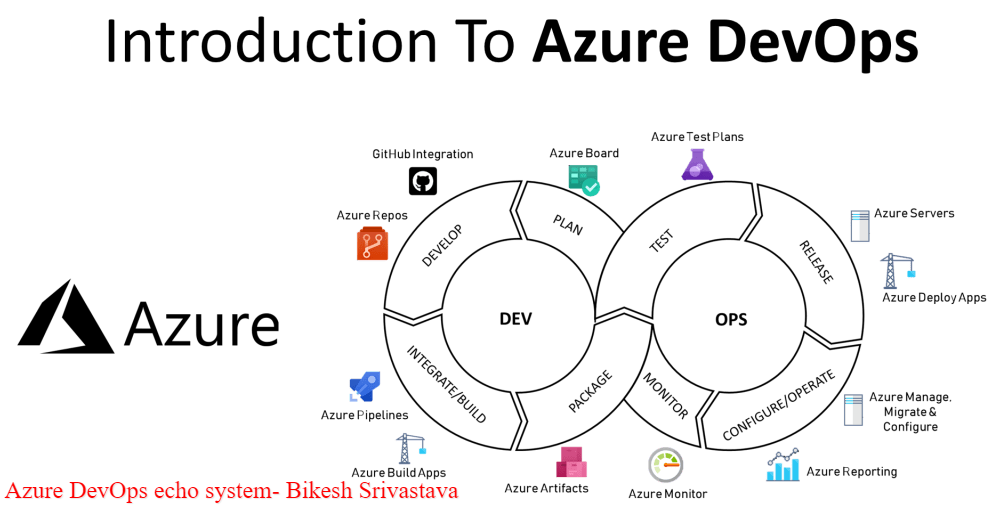 Introduction To Azure DevOps
Azure Test Plans
GitHub Integration
Azure Board
Azure Repos
DEVELOP
PLAN
TEST
RELEASE
Azure Servers
Azure Deploy Apps
Azure
DEV
OPS
INTEGRATE/BUILD
PACKAGE
MONITOR
CONFIGURE/OPERATE
Azure Pipelines
Azure Manage,
Migrate &
Configure
Azure Build Apps
Azure Artifacts
Azure Monitor
Azure Reporting
Azure DevOps echo system- Bikesh Srivastava